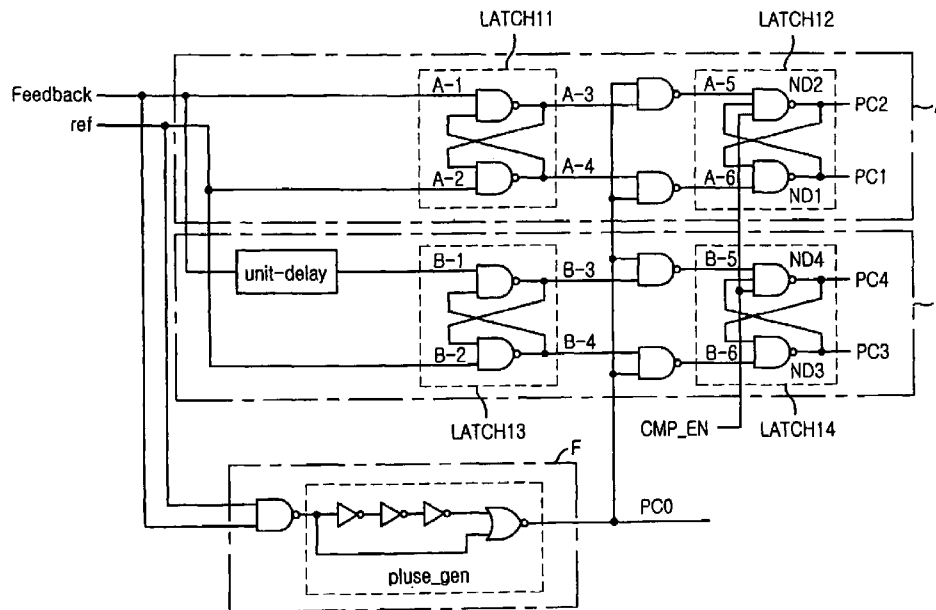 LATCH11
LATCH12
Feedback
ref
A-1
A-3
A-5
ND2
PC2
A-2
A-4
A-6
ND1
PC1
unit-delay
B-1
B-3
B-5
ND4
PC4
B-2
B-4
B-6
ND3
PC3
LATCH13
CMP_EN
LATCH14
F
PC0
pluse_gen